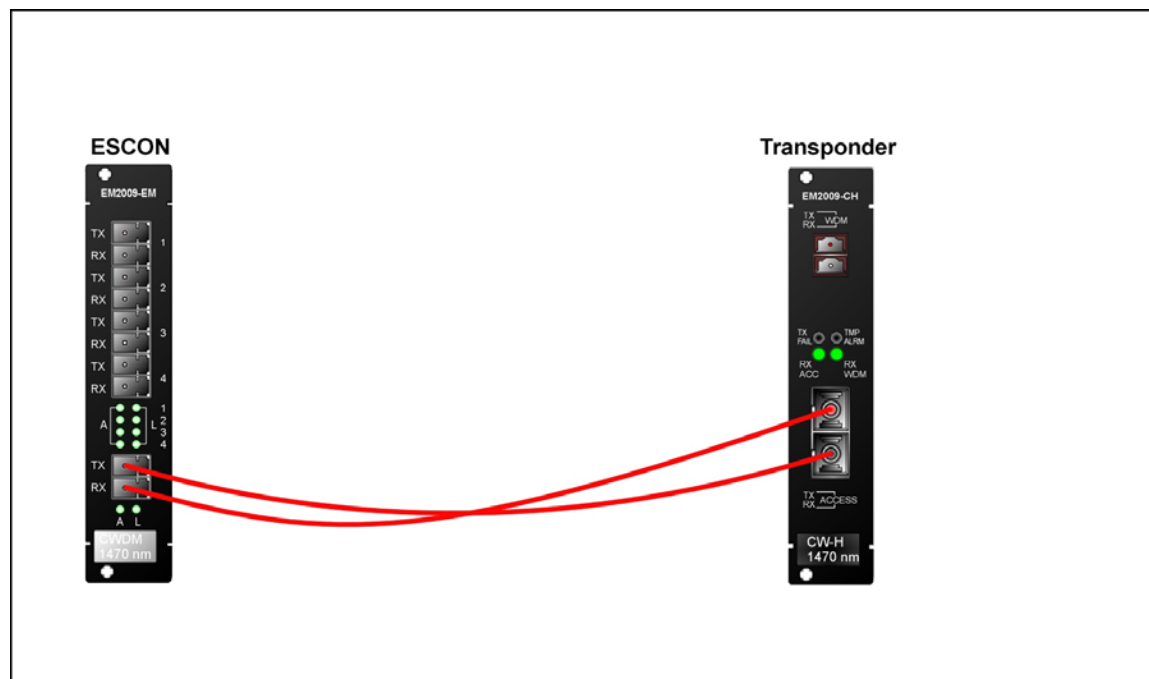 ESCON
EM2009-EM
TX
1
RX
TX
2
RX
TX
3
RX
TX
4
RX
A
L
1
2
3
4
TX
RX
A L
CWDM
1470 nm
Transponder
EM2009-CH
TX
RX
WDM
TX
FAIL
TMP
ALRM
RX
ACC
RX
WDM
TX
RX
ACCESS
CW-H
1470 nm